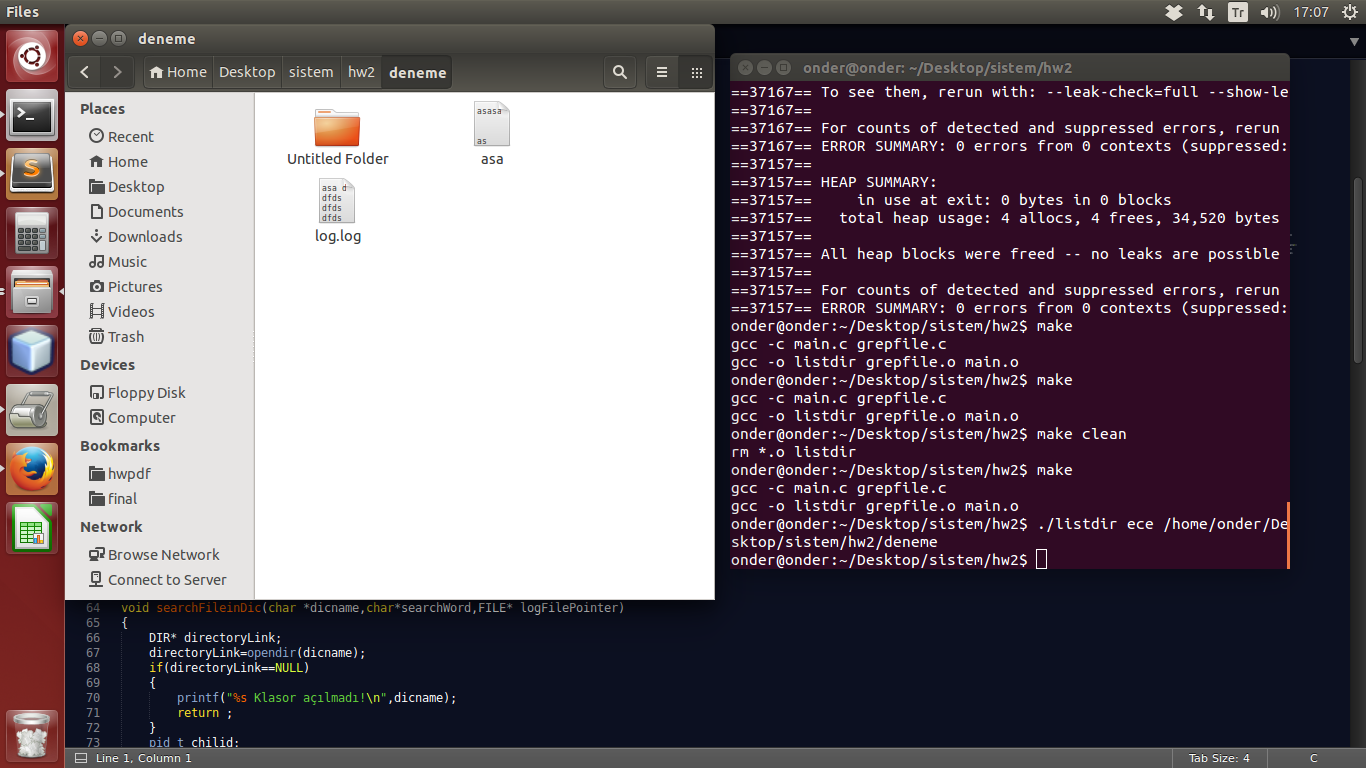 Files
Tr
17:07
deneme
Home
Desktop
sistem
hw2
deneme
Places
Recent
Home
Desktop
Documents
Downloads
Music
Pictures
Videos
Trash
Devices
Floppy Disk
Computer
Bookmarks
hwpdf
final
Network
Browse Network
Connect to Server
Untitled Folder
asasa
as
asa
asa d
dfds
dfds
dfds
log.log
onder@onder: ~/Desktop/sistem/hw2
==37167== To see them, rerun with: --leak-check=full --show-le
==37167==
==37167== For counts of detected and suppressed errors, rerun
==37167== ERROR SUMMARY: 0 errors from 0 contexts (suppressed:
==37157==
==37157== HEAP SUMMARY:
==37157==     in use at exit: 0 bytes in 0 blocks
==37157==   total heap usage: 4 allocs, 4 frees, 34,520 bytes
==37157==
==37157== All heap blocks were freed -- no leaks are possible
==37157==
==37157== For counts of detected and suppressed errors, rerun
==37157== ERROR SUMMARY: 0 errors from 0 contexts (suppressed:
onder@onder:~/Desktop/sistem/hw2$ make
gcc -c main.c grepfile.c
gcc -o listdir grepfile.o main.o
onder@onder:~/Desktop/sistem/hw2$ make
gcc -c main.c grepfile.c
gcc -o listdir grepfile.o main.o
onder@onder:~/Desktop/sistem/hw2$ make clean
rm *.o listdir
onder@onder:~/Desktop/sistem/hw2$ make
gcc -c main.c grepfile.c
gcc -o listdir grepfile.o main.o
onder@onder:~/Desktop/sistem/hw2$ ./listdir ece /home/onder/De
sktop/sistem/hw2/deneme
onder@onder:~/Desktop/sistem/hw2$
64 void searchFileinDic(char *dicname,char*searchWord,FILE* logFilePointer)
65 {
66     DIR* directoryLink;
67     directoryLink=opendir(dicname);
68     if(directoryLink==NULL)
69     {
70         printf("%s Klasor açılmadı!\n",dicname);
71         return ;
72     }
73     pid_t chilid;
Line 1, Column 1
Tab Size: 4
C